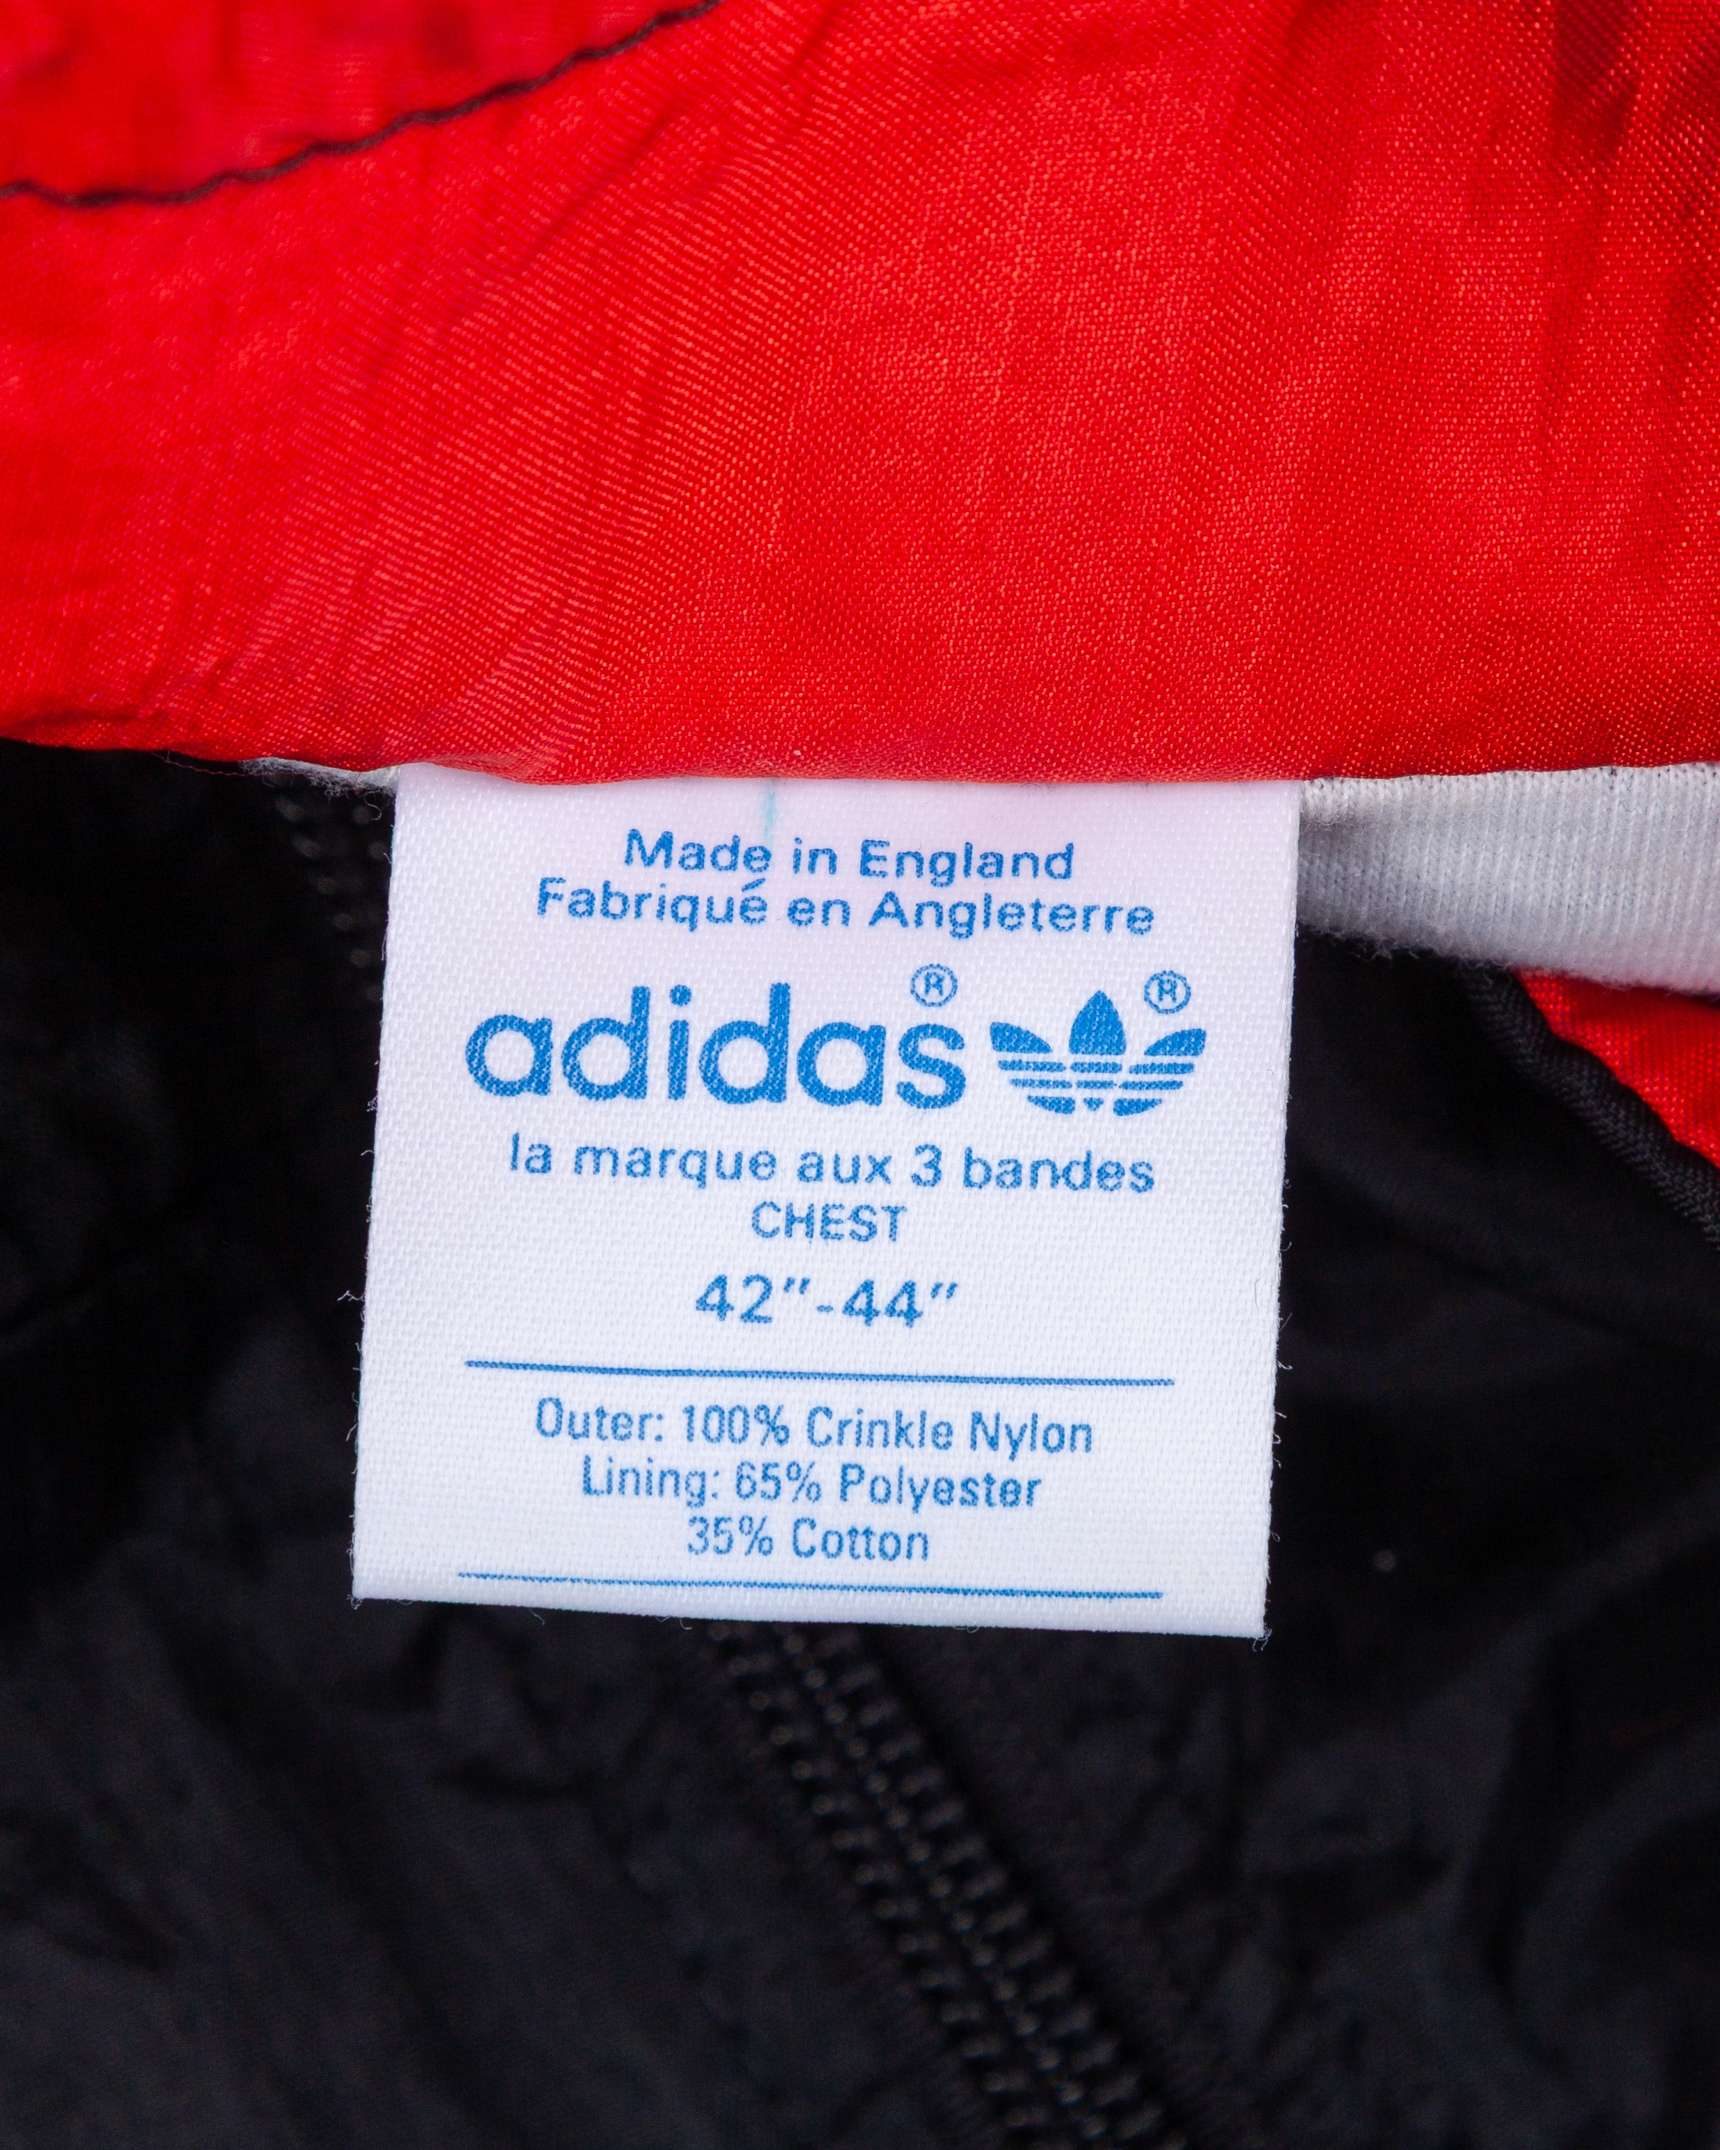 Made in England
Fabriqué en Angleterre
adidas® ®
la marque aux 3 bandes
CHEST
42"-44"
Outer: 100% Crinkle Nylon
Lining: 65% Polyester
35% Cotton